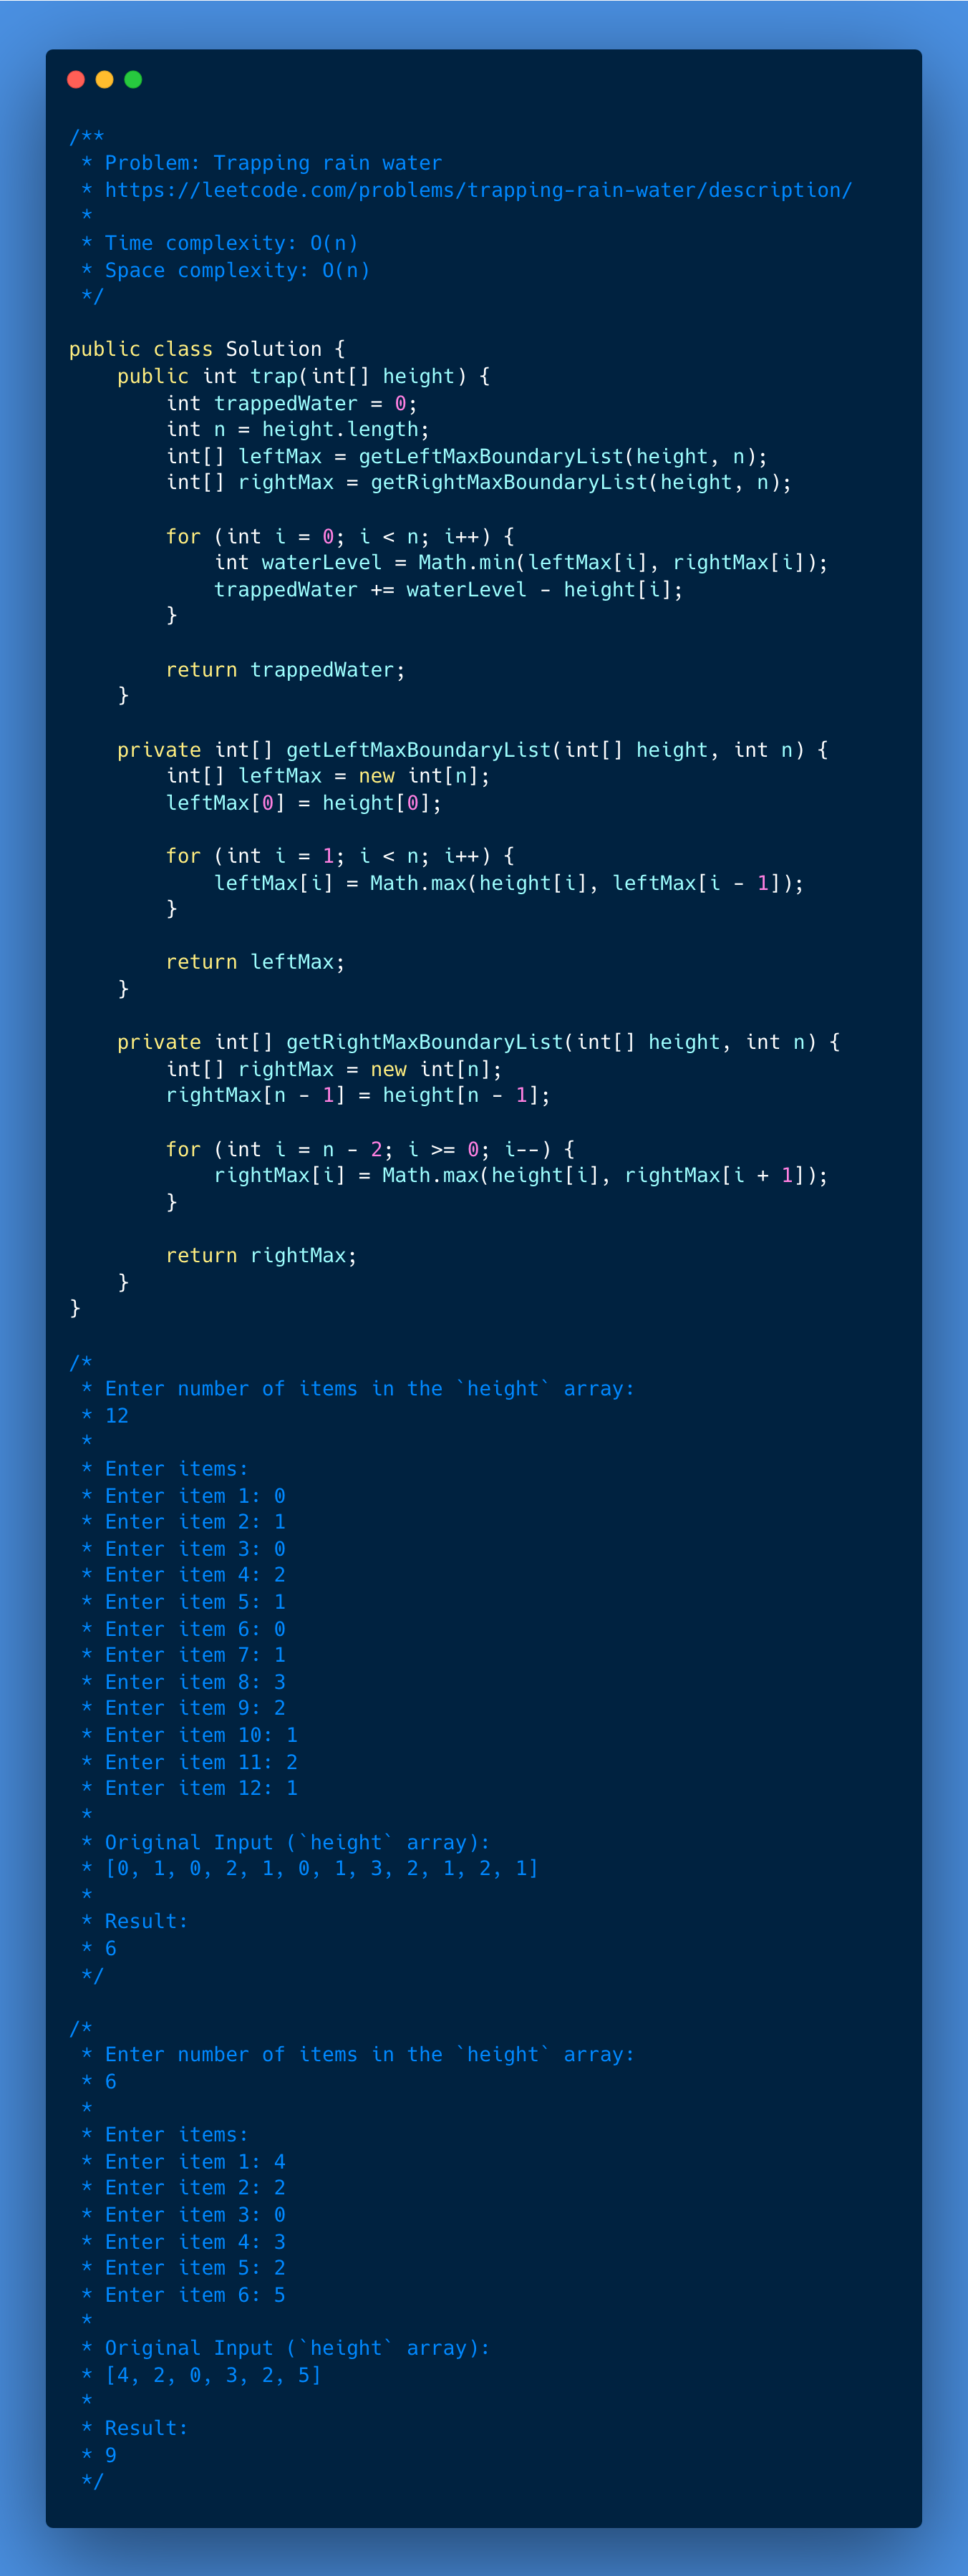 /**
 * Problem: Trapping rain water
 * https://leetcode.com/problems/trapping-rain-water/description/
 *
 * Time complexity: O(n)
 * Space complexity: O(n)
 */

public class Solution {
    public int trap(int[] height) {
        int trappedWater = 0;
        int n = height.length;
        int[] leftMax = getLeftMaxBoundaryList(height, n);
        int[] rightMax = getRightMaxBoundaryList(height, n);

        for (int i = 0; i < n; i++) {
            int waterLevel = Math.min(leftMax[i], rightMax[i]);
            trappedWater += waterLevel - height[i];
        }

        return trappedWater;
    }

    private int[] getLeftMaxBoundaryList(int[] height, int n) {
        int[] leftMax = new int[n];
        leftMax[0] = height[0];

        for (int i = 1; i < n; i++) {
            leftMax[i] = Math.max(height[i], leftMax[i - 1]);
        }

        return leftMax;
    }

    private int[] getRightMaxBoundaryList(int[] height, int n) {
        int[] rightMax = new int[n];
        rightMax[n - 1] = height[n - 1];

        for (int i = n - 2; i >= 0; i--) {
            rightMax[i] = Math.max(height[i], rightMax[i + 1]);
        }

        return rightMax;
    }
}

/*
 * Enter number of items in the `height` array:
 * 12
 *
 * Enter items:
 * Enter item 1: 0
 * Enter item 2: 1
 * Enter item 3: 0
 * Enter item 4: 2
 * Enter item 5: 1
 * Enter item 6: 0
 * Enter item 7: 1
 * Enter item 8: 3
 * Enter item 9: 2
 * Enter item 10: 1
 * Enter item 11: 2
 * Enter item 12: 1
 *
 * Original Input (`height` array):
 * [0, 1, 0, 2, 1, 0, 1, 3, 2, 1, 2, 1]
 *
 * Result:
 * 6
 */

/*
 * Enter number of items in the `height` array:
 * 6
 *
 * Enter items:
 * Enter item 1: 4
 * Enter item 2: 2
 * Enter item 3: 0
 * Enter item 4: 3
 * Enter item 5: 2
 * Enter item 6: 5
 *
 * Original Input (`height` array):
 * [4, 2, 0, 3, 2, 5]
 *
 * Result:
 * 9
 */